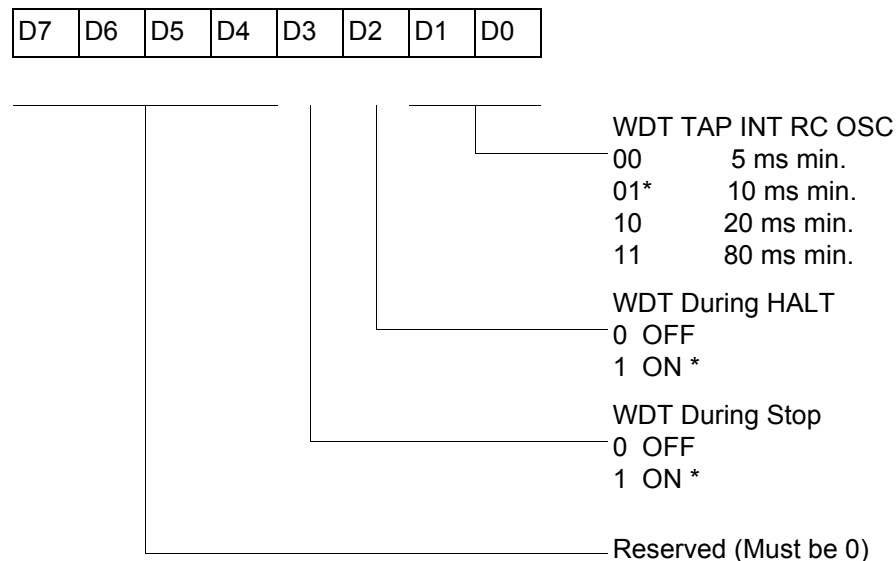 D7 D6 D5 D4 D3 D2 D1 D0
WDT TAP INT RC OSC
00 5 ms min.
01* 10 ms min.
10 20 ms min.
11 80 ms min.
WDT During HALT
0 OFF
1 ON *
WDT During Stop
0 OFF
1 ON *
Reserved (Must be 0)